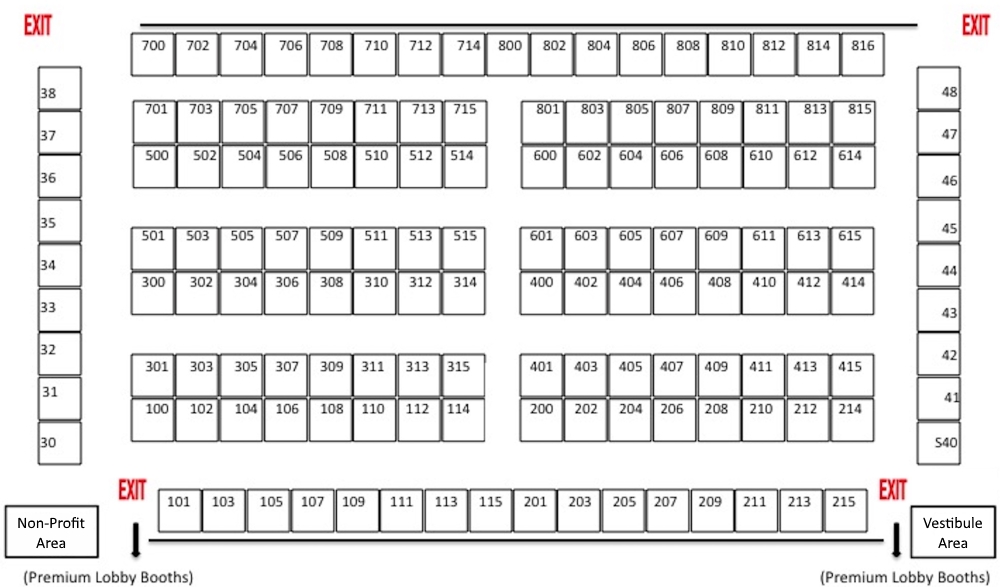 EXIT
EXIT
700 702 704 706 708 710 712 714 800 802 804 806 808 810 812 814 816
38
48
701 703 705 707 709 711 713 715 801 803 805 807 809 811 813 815
37
47
500 502 504 506 508 510 512 514 600 602 604 606 608 610 612 614
36
46
35
45
501 503 505 507 509 511 513 515 601 603 605 607 609 611 613 615
34
44
300 302 304 306 308 310 312 314 400 402 404 406 408 410 412 414
33
43
32
42
301 303 305 307 309 311 313 315 401 403 405 407 409 411 413 415
31
41
100 102 104 106 108 110 112 114 200 202 204 206 208 210 212 214
30
S40
EXIT
EXIT
101 103 105 107 109 111 113 115 201 203 205 207 209 211 213 215
Non-Profit
Area
Vestibule
Area
(Premium Lobby Booths)
(Premium Lobby Booths)